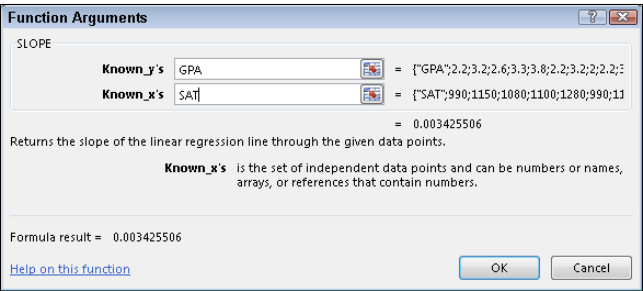 Function Arguments
SLOPE
Known_y's GPA = {"GPA";2.2;3.2;2.6;3.3;3.8;2.2;3.2;2;2.2;3
Known_x's SAT = {"SAT";990;1150;1080;1100;1280;990;11
= 0.003425506
Returns the slope of the linear regression line through the given data points.
Known_x's is the set of independent data points and can be numbers or names,
arrays, or references that contain numbers.
Formula result = 0.003425506
Help on this function OK Cancel